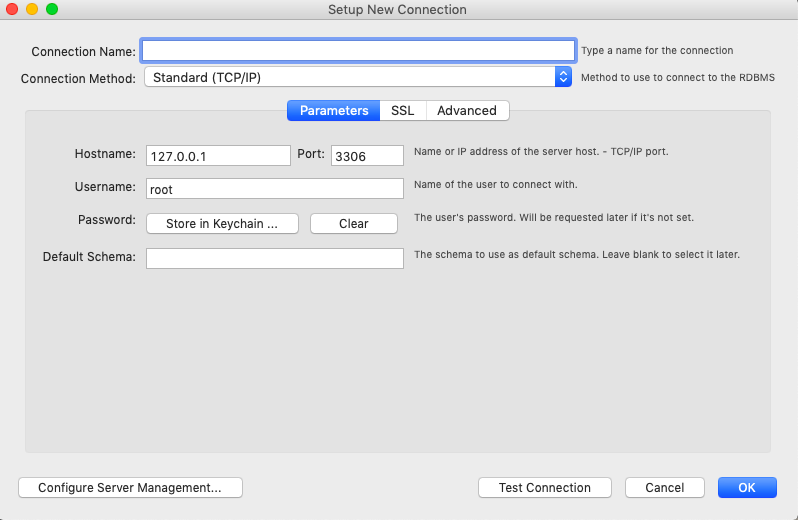 Setup New Connection
Connection Name: Type a name for the connection
Connection Method: Standard (TCP/IP) Method to use to connect to the RDBMS
Parameters SSL Advanced
Hostname: 127.0.0.1 Port: 3306 Name or IP address of the server host. - TCP/IP port.
Username: root Name of the user to connect with.
Password: Store in Keychain ... Clear The user's password. Will be requested later if it's not set.
Default Schema: The schema to use as default schema. Leave blank to select it later.
Configure Server Management... Test Connection Cancel OK